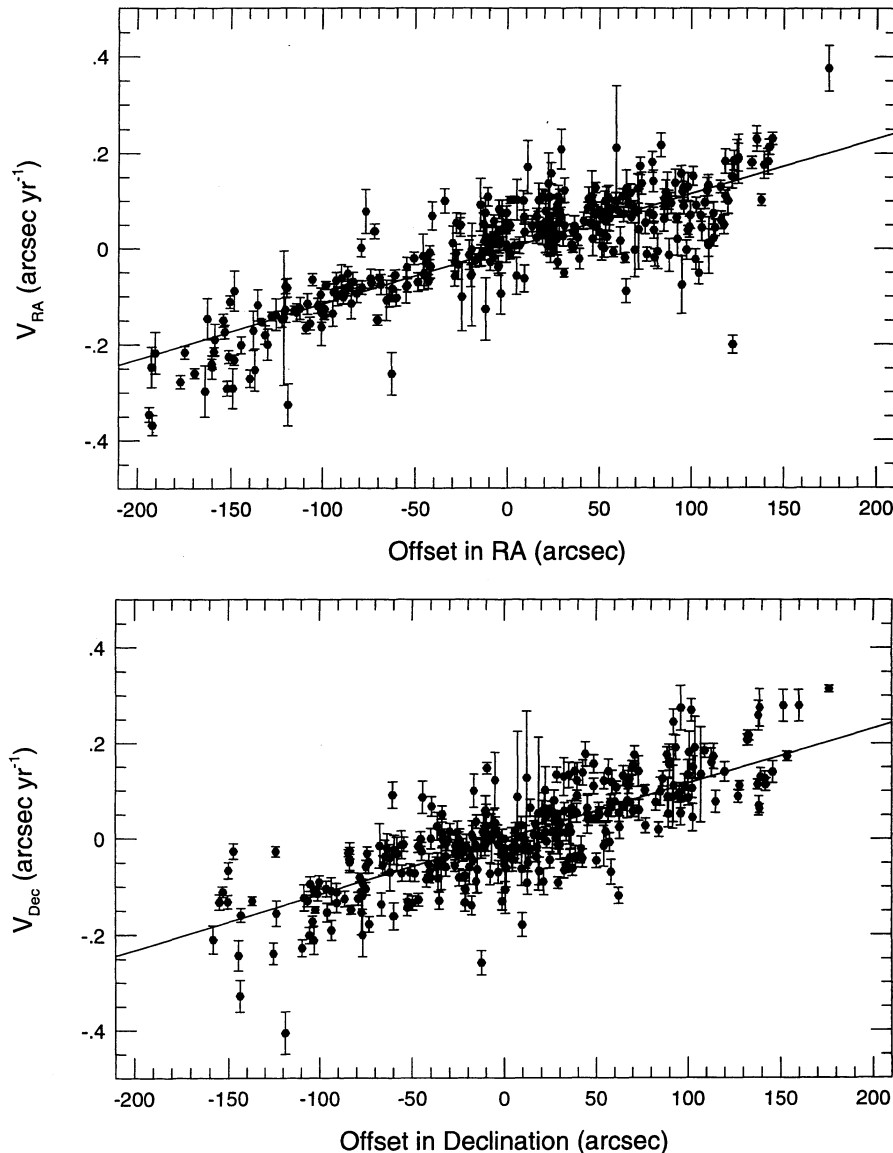 .4
.2
0
-.2
-.4
V_RA (arcsec yr^-1)
-200 -150 -100 -50 0 50 100 150 200
Offset in RA (arcsec)
.4
.2
0
-.2
-.4
V_Dec (arcsec yr^-1)
-200 -150 -100 -50 0 50 100 150 200
Offset in Declination (arcsec)